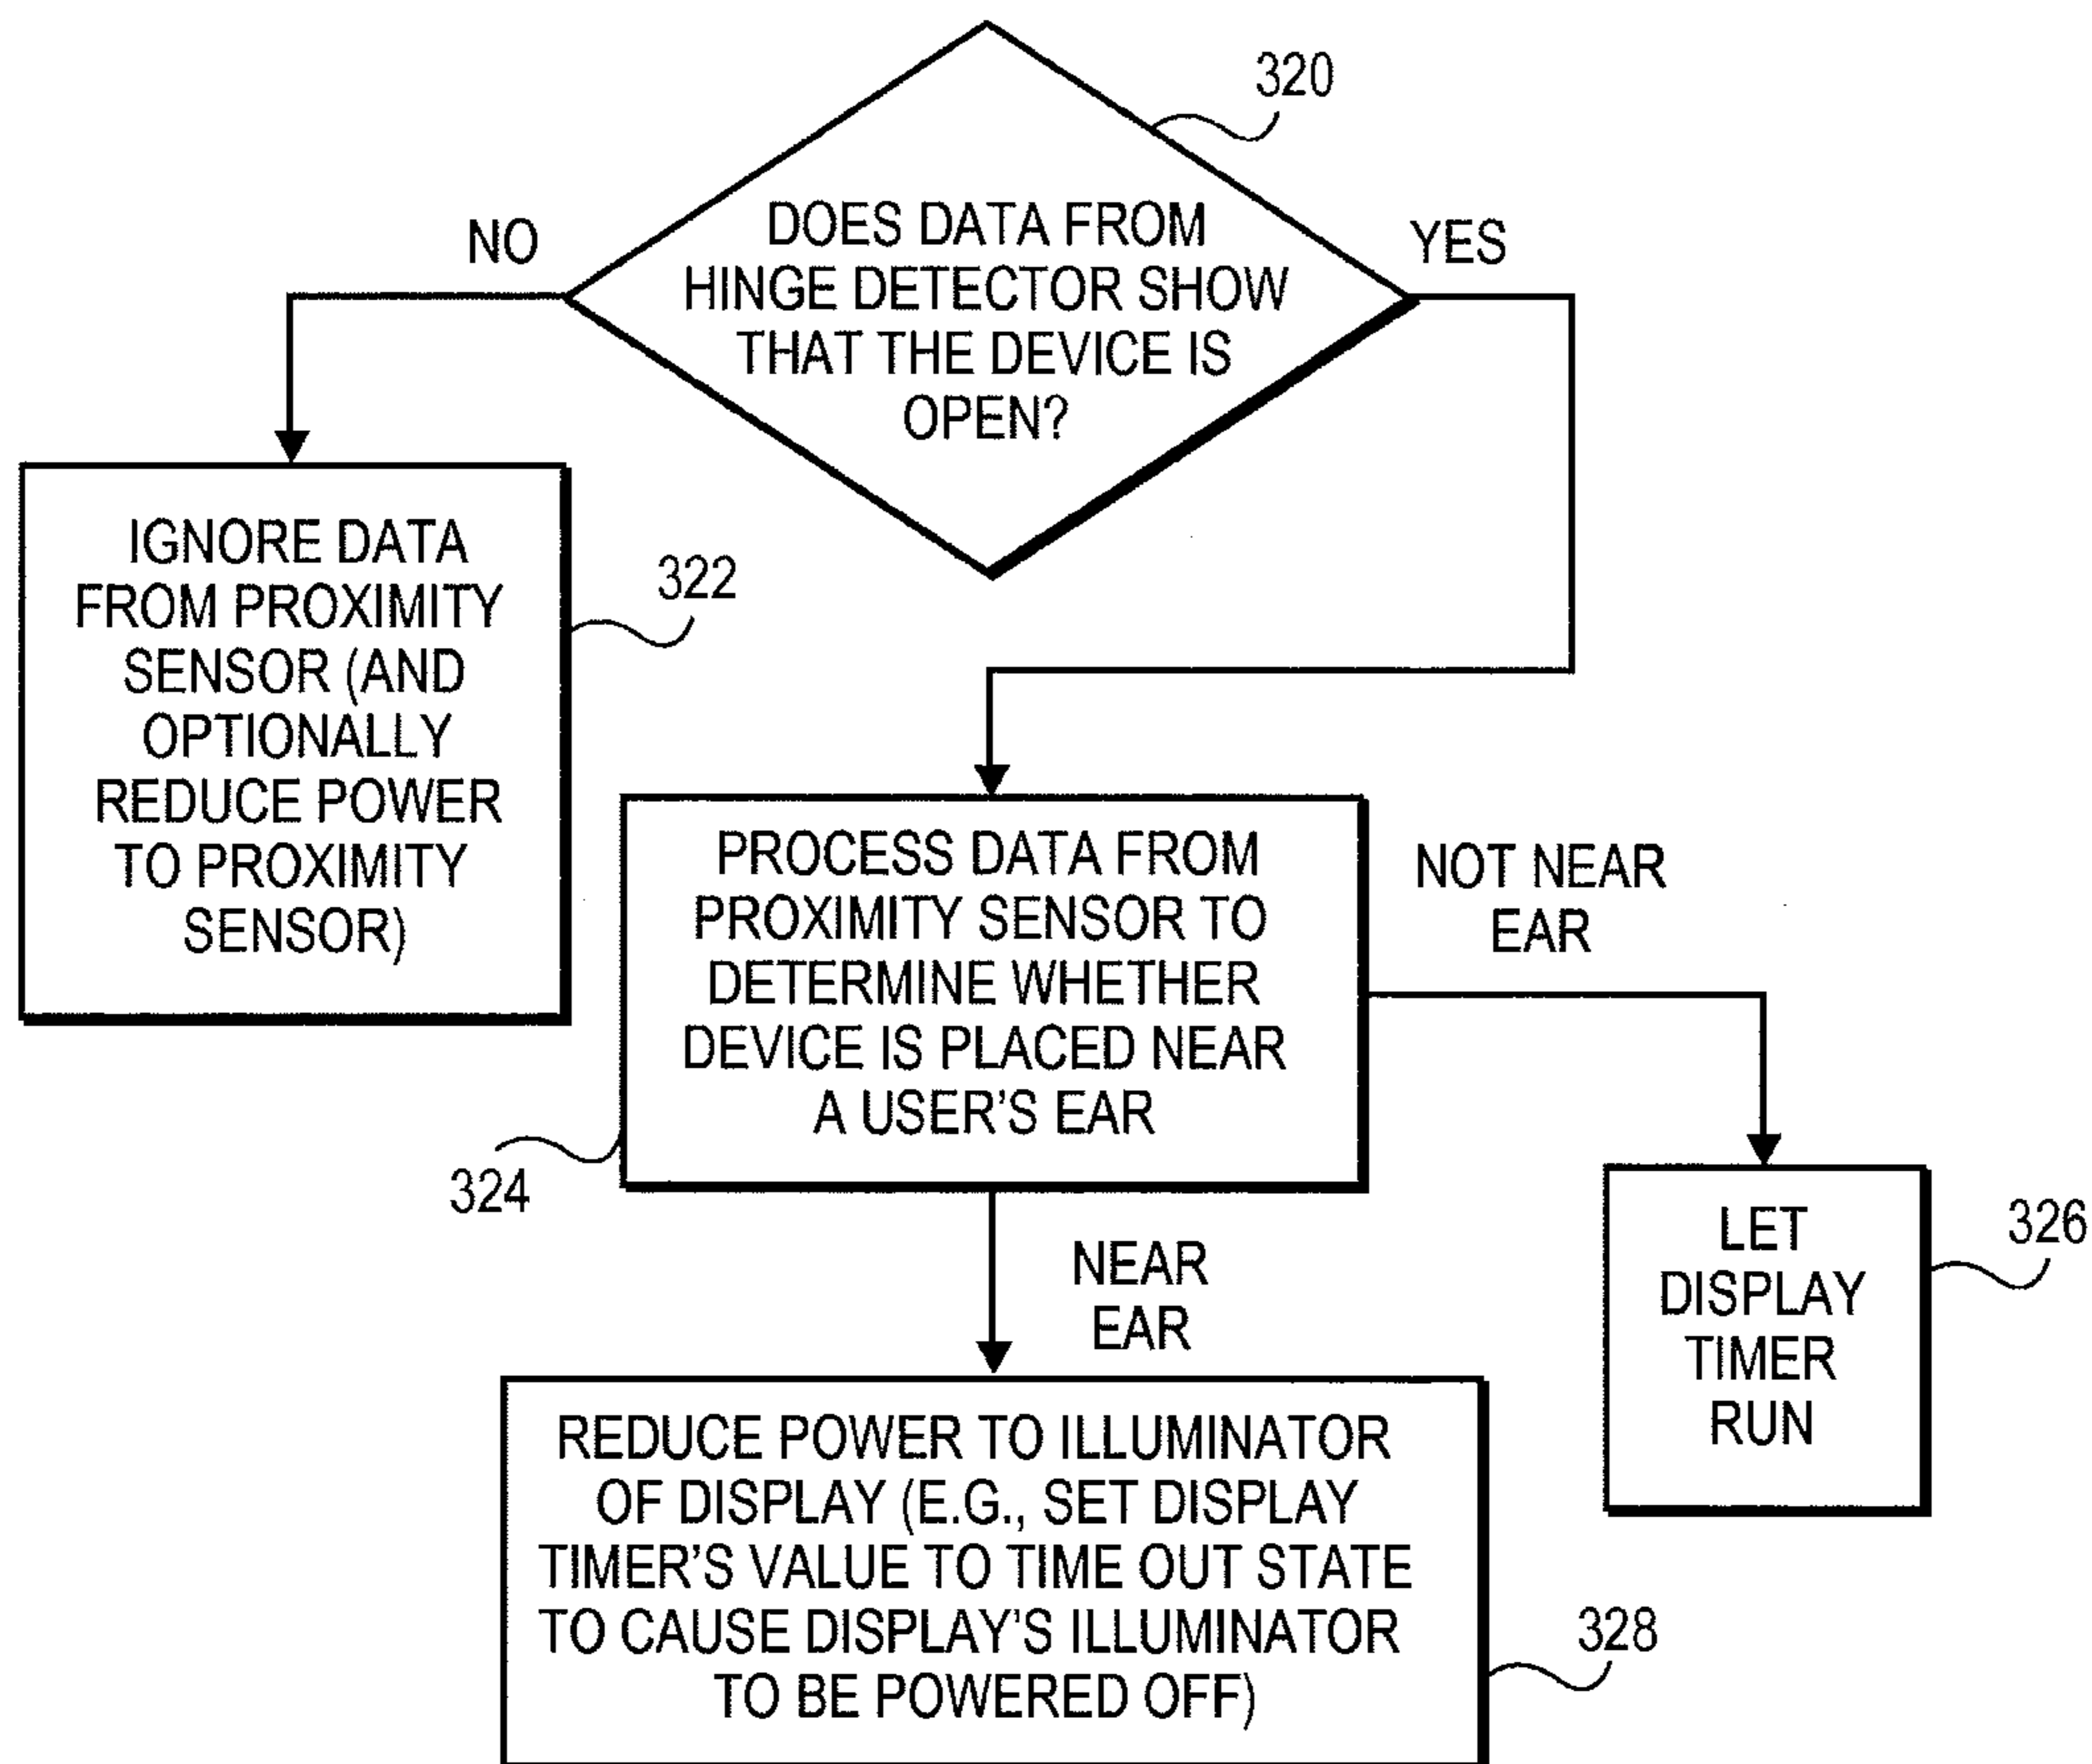 320
DOES DATA FROM
HINGE DETECTOR SHOW
THAT THE DEVICE IS
OPEN?
NO
YES
IGNORE DATA
FROM PROXIMITY
SENSOR (AND
OPTIONALLY
REDUCE POWER
TO PROXIMITY
SENSOR)
322
PROCESS DATA FROM
PROXIMITY SENSOR TO
DETERMINE WHETHER
DEVICE IS PLACED NEAR
A USER'S EAR
324
NOT NEAR
EAR
LET
DISPLAY
TIMER
RUN
326
NEAR
EAR
REDUCE POWER TO ILLUMINATOR
OF DISPLAY (E.G., SET DISPLAY
TIMER'S VALUE TO TIME OUT STATE
TO CAUSE DISPLAY'S ILLUMINATOR
TO BE POWERED OFF)
328